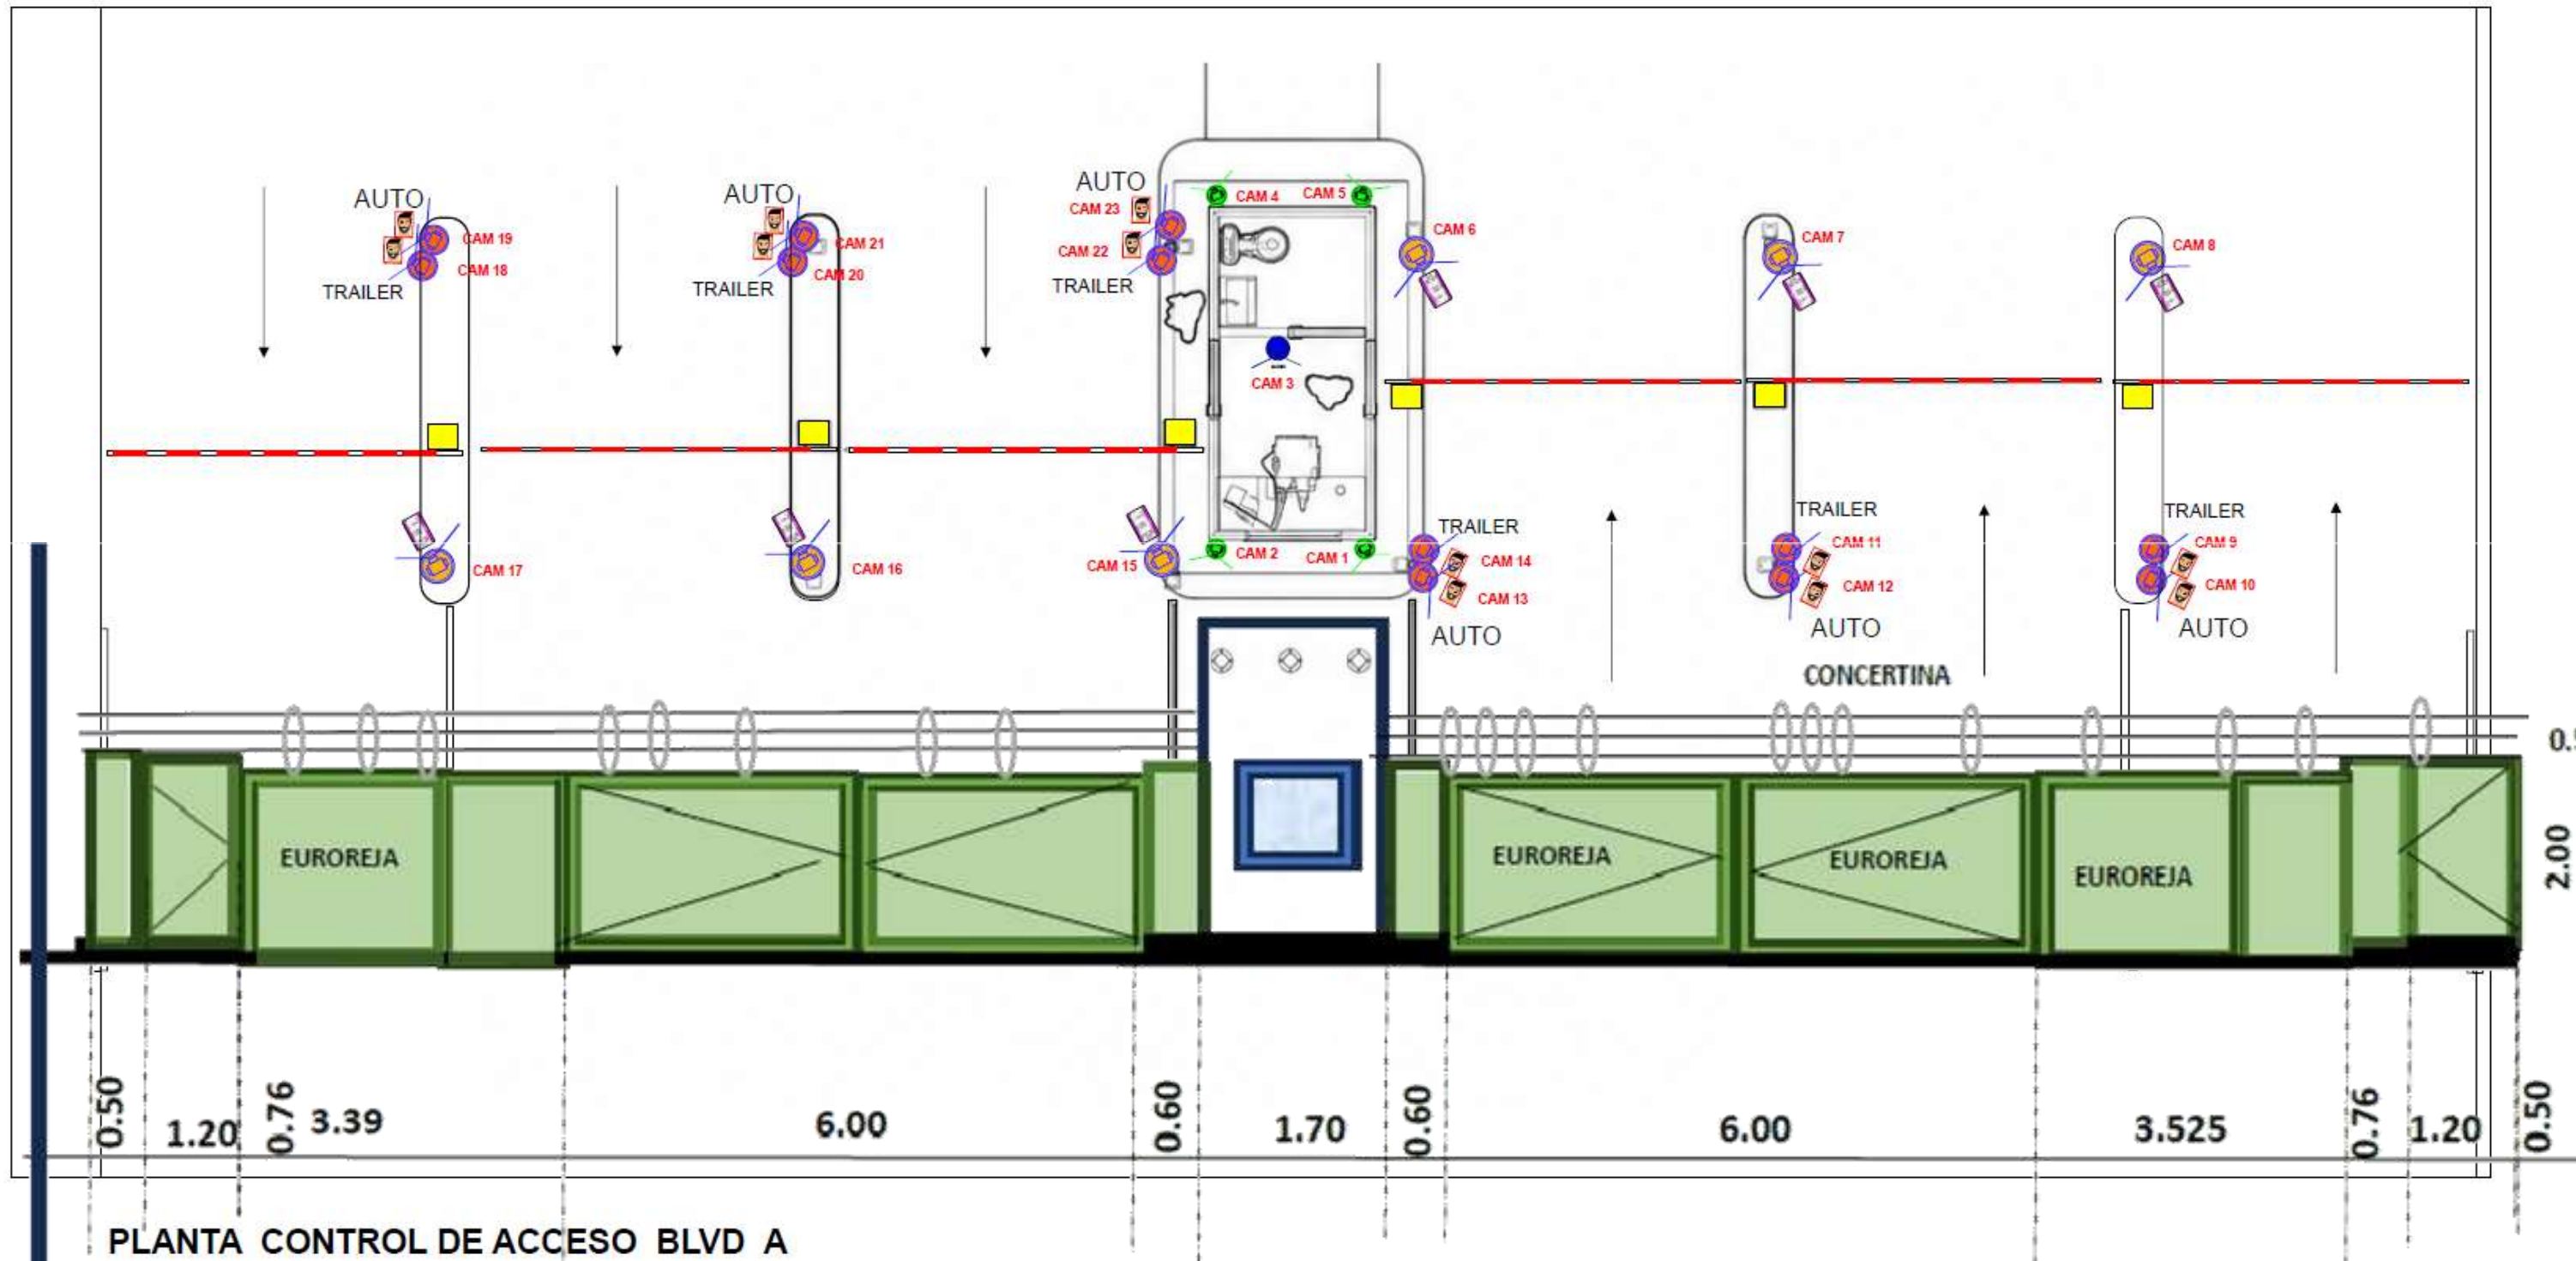 AUTO
CAM 19
CAM 18
TRAILER
AUTO
CAM 21
CAM 20
TRAILER
AUTO
CAM 23
CAM 22
TRAILER
CAM 4
CAM 5
CAM 6
CAM 7
CAM 8
CAM 3
CAM 17
CAM 16
CAM 15
CAM 2
CAM 1
TRAILER
CAM 14
CAM 13
AUTO
TRAILER
CAM 11
CAM 12
AUTO
TRAILER
CAM 9
CAM 10
AUTO
CONCERTINA
EUROREJA
EUROREJA
EUROREJA
EUROREJA
2.00
0.50
1.20
0.76
3.39
6.00
0.60
1.70
0.60
6.00
3.525
0.76
1.20
0.50
PLANTA CONTROL DE ACCESO BLVD A